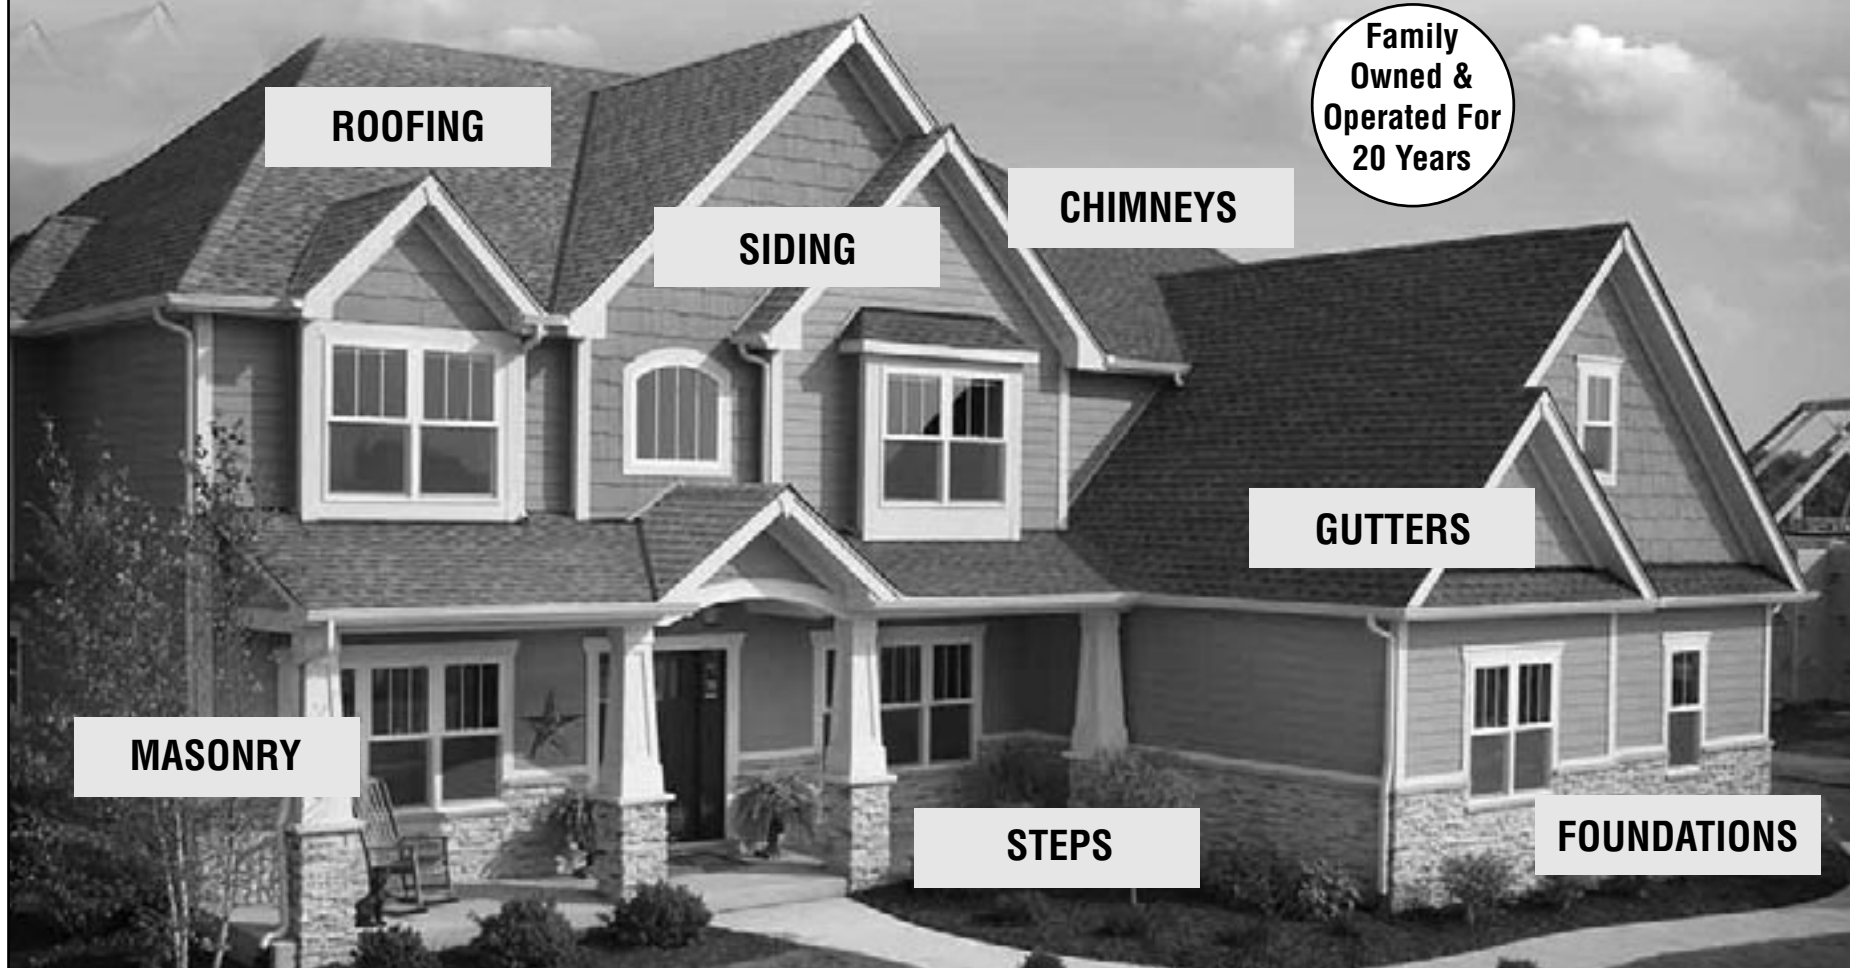 Family
Owned &
Operated For
20 Years
ROOFING
CHIMNEYS
SIDING
GUTTERS
MASONRY
STEPS
FOUNDATIONS